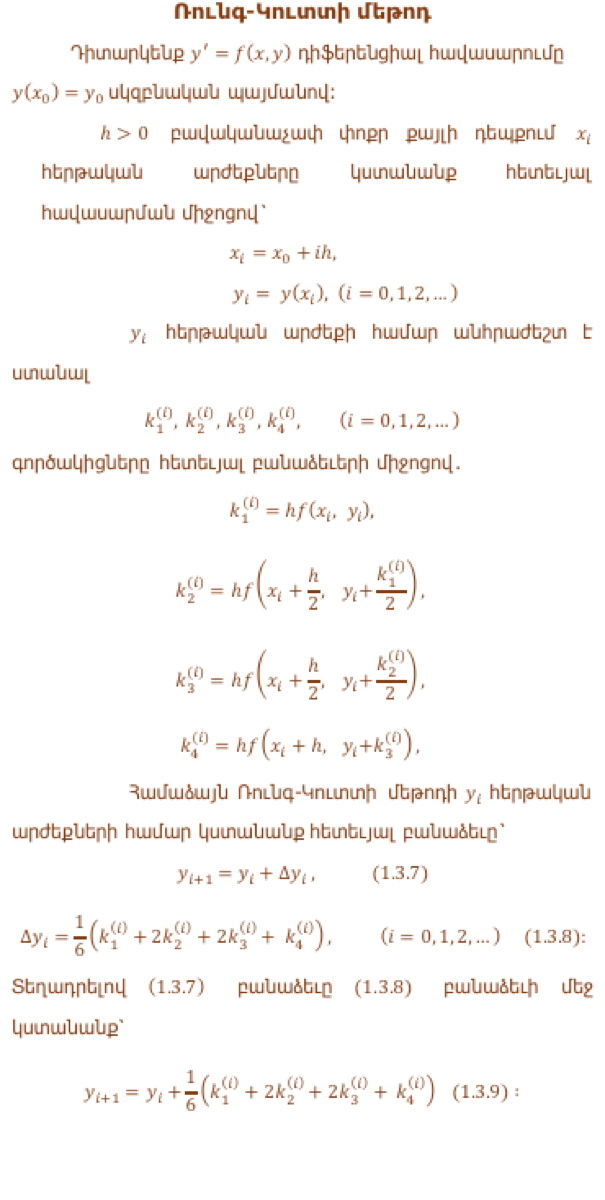 Ռունգ-Կուտտի մեթոդ
Դիտարկենք y′ = f(x, y) դիֆերենցիալ հավասարումը
y(x₀) = y₀ սկզբնական պայմանով:
h > 0 բավականաչափ փոքր քայլի դեպքում xᵢ
հերթական արժեքները կստանանք հետեւյալ
հավասարման միջոցով`
xᵢ = x₀ + ih,
yᵢ = y(xᵢ), (i = 0, 1, 2, … )
yᵢ հերթական արժեքի համար անհրաժեշտ է
ստանալ
k₁⁽ⁱ⁾, k₂⁽ⁱ⁾, k₃⁽ⁱ⁾, k₄⁽ⁱ⁾, (i = 0, 1, 2, … )
գործակիցները հետեւյալ բանաձեւերի միջոցով.
k₁⁽ⁱ⁾ = hf(xᵢ, yᵢ),
k₂⁽ⁱ⁾ = hf(xᵢ + h/2, yᵢ + k₁⁽ⁱ⁾/2),
k₃⁽ⁱ⁾ = hf(xᵢ + h/2, yᵢ + k₂⁽ⁱ⁾/2),
k₄⁽ⁱ⁾ = hf(xᵢ + h, yᵢ+k₃⁽ⁱ⁾),
Համաձայն Ռունգ-Կուտտի մեթոդի yᵢ հերթական
արժեքների համար կստանանք հետեւյալ բանաձեւը`
yᵢ₊₁ = yᵢ + Δyᵢ, (1.3.7)
Δyᵢ = 1/6(k₁⁽ⁱ⁾ + 2k₂⁽ⁱ⁾ + 2k₃⁽ⁱ⁾ + k₄⁽ⁱ⁾), (i = 0, 1, 2, … ) (1.3.8):
Տեղադրելով (1.3.7) բանաձեւը (1.3.8) բանաձեւի մեջ
կստանանք`
yᵢ₊₁ = yᵢ + 1/6(k₁⁽ⁱ⁾ + 2k₂⁽ⁱ⁾ + 2k₃⁽ⁱ⁾ + k₄⁽ⁱ⁾) (1.3.9) :